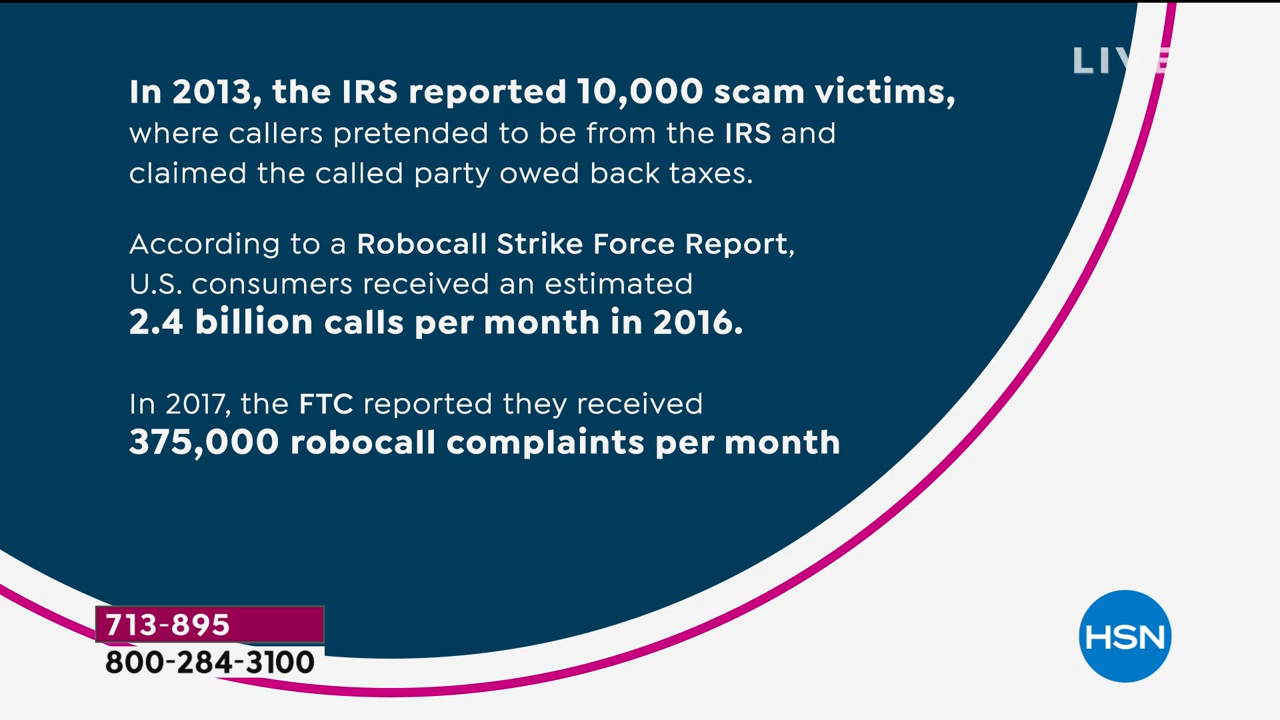 LIVE
In 2013, the IRS reported 10,000 scam victims,
where callers pretended to be from the IRS and
claimed the called party owed back taxes.
According to a Robocall Strike Force Report,
U.S. consumers received an estimated
2.4 billion calls per month in 2016.
In 2017, the FTC reported they received
375,000 robocall complaints per month
713-895
800-284-3100
HSN